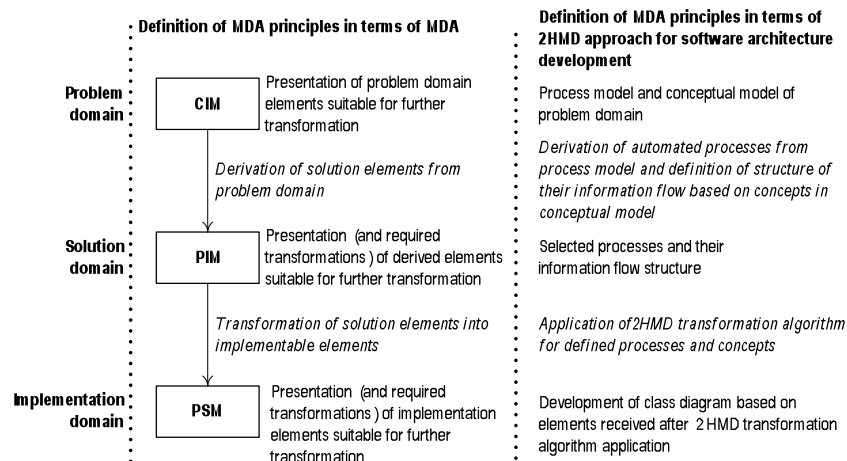 Definition of MDA principles in terms of MDA
Definition of MDA principles in terms of
2HMD approach for software architecture
development
Problem
domain
CIM
Presentation of problem domain
elements suitable for further
transformation
Process model and conceptual model of
problem domain
Derivation of solution elements from
problem domain
Derivation of automated processes from
process model and definition of structure of
their information flow based on concepts in
conceptual model
Solution
domain
PIM
Presentation (and required
transformations ) of derived elements
suitable for further transformation
Selected processes and their
information flow structure
Transformation of solution elements into
implementable elements
Application of2HMD transformation algorithm
for defined processes and concepts
Implementation
domain
PSM
Presentation (and required
transformations ) of implementation
elements suitable for further
transformation
Development of class diagram based on
elements received after 2HMD transformation
algorithm application